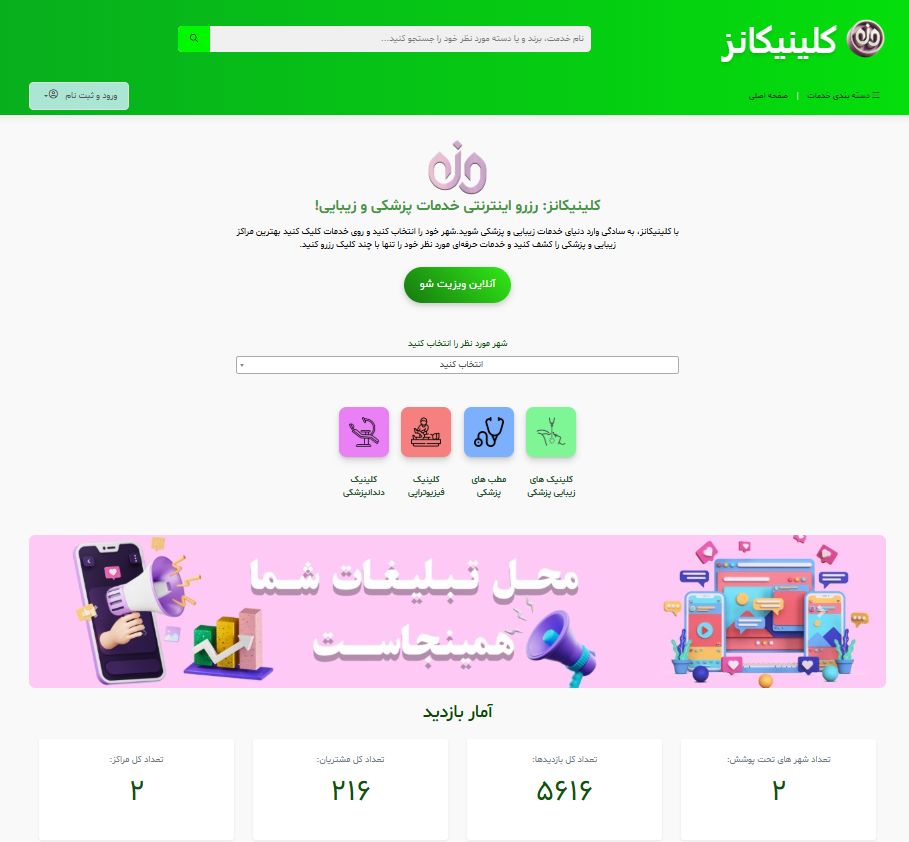 کلینیکانز
نام خدمت، برند و یا دسته مورد نظر خود را جستجو کنید...
دسته بندی خدمات | صفحه اصلی
ورود و ثبت نام
کلینیکانز: رزرو اینترنتی خدمات پزشکی و زیبایی!
با کلینیکانز، به سادگی وارد دنیای خدمات زیبایی و پزشکی شوید.شهر خود را انتخاب کنید و روی خدمات کلیک کنید بهترین مراکز
زیبایی و پزشکی را کشف کنید و خدمات حرفه‌ای مورد نظر خود را تنها با چند کلیک رزرو کنید.
آنلاین ویزیت شو
شهر مورد نظر را انتخاب کنید
انتخاب کنید
کلینیک های
زیبایی پزشکی
مطب های
پزشکی
کلینیک
فیزیوتراپی
کلینیک
دندانپزشکی
محل تبلیغات شما
همینجاست
آمار بازدید
تعداد شهر های تحت پوشش:
۲
تعداد کل بازدیدها:
۵۶۱۶
تعداد کل مشتریان:
۲۱۶
تعداد کل مراکز:
۲